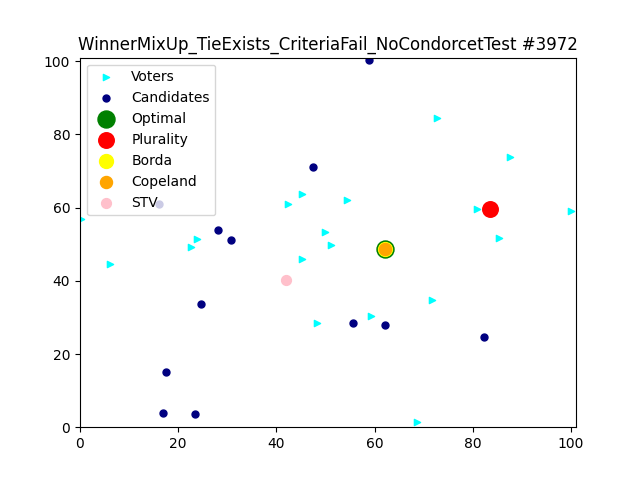 WinnerMixUp_TieExists_CriteriaFail_NoCondorcetTest #3972
100
80
60
40
20
0
0 20 40 60 80 100
Voters
Candidates
Optimal
Plurality
Borda
Copeland
STV